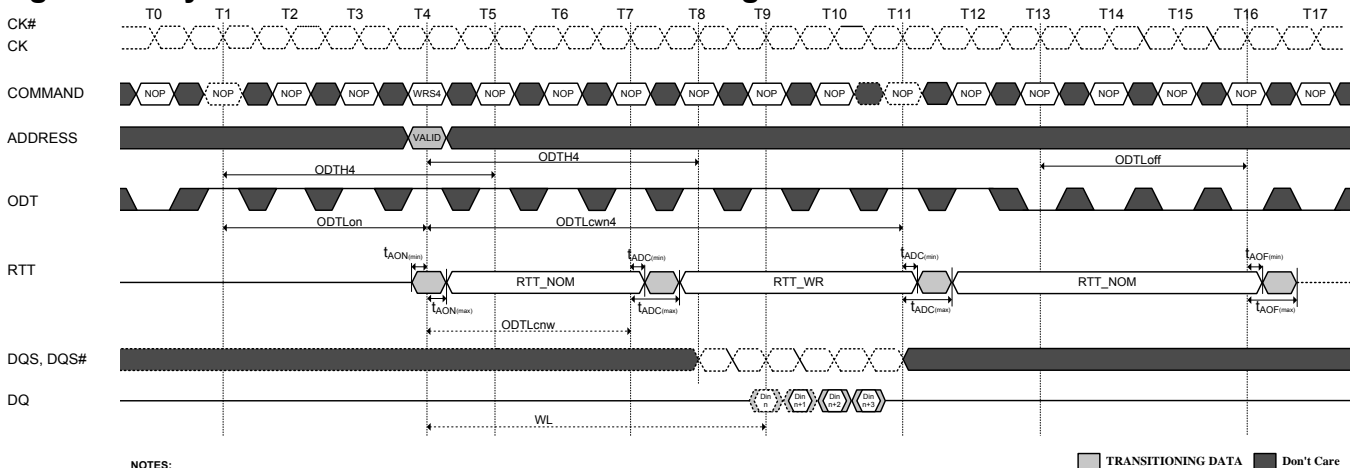 T0 T1 T2 T3 T4 T5 T6 T7 T8 T9 T10 T11 T12 T13 T14 T15 T16 T17
CK#
CK
COMMAND NOP NOP NOP NOP WRS4 NOP NOP NOP NOP NOP NOP NOP NOP NOP NOP NOP NOP NOP
ADDRESS VALID
ODTH4 ODTLoff
ODTH4
ODT
ODTLon ODTLcwn4
tAON(min) tADC(min) tADC(min) tAOF(min)
RTT RTT_NOM RTT_WR RTT_NOM
tAON(max) tADC(max) tADC(max) tAOF(max)
ODTLcnw
DQS, DQS#
DQ Din n Din n+1 Din n+2 Din n+3
WL
NOTES: TRANSITIONING DATA Don't Care